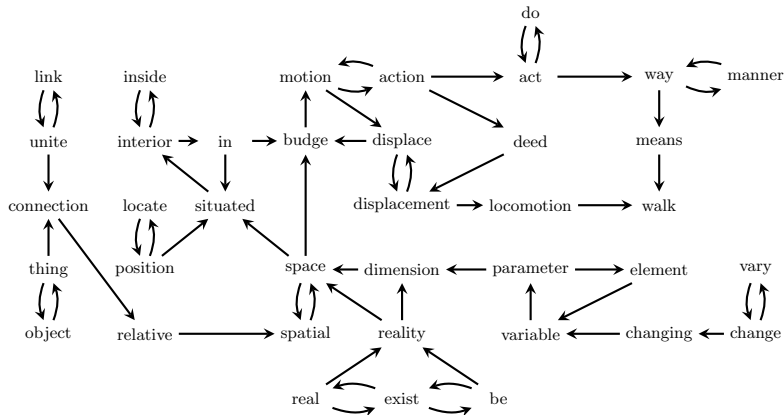 do
link inside motion action act way manner
unite interior in budge displace deed means
connection locate situated displacement locomotion walk
thing position space dimension parameter element vary
object relative spatial reality variable changing change
real exist be